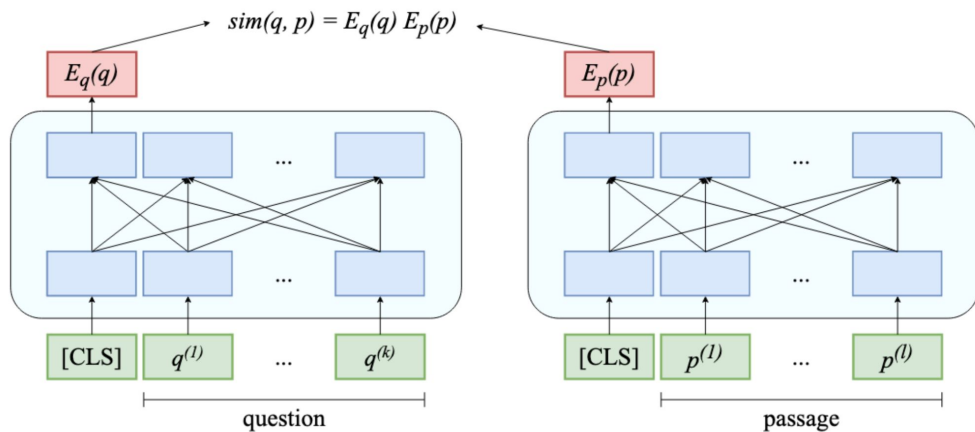 sim(q, p) = E_q(q) E_p(p)
E_q(q) E_p(p)
... ...
... ...
[CLS] q^(1) ... q^(k) [CLS] p^(1) ... p^(l)
question passage